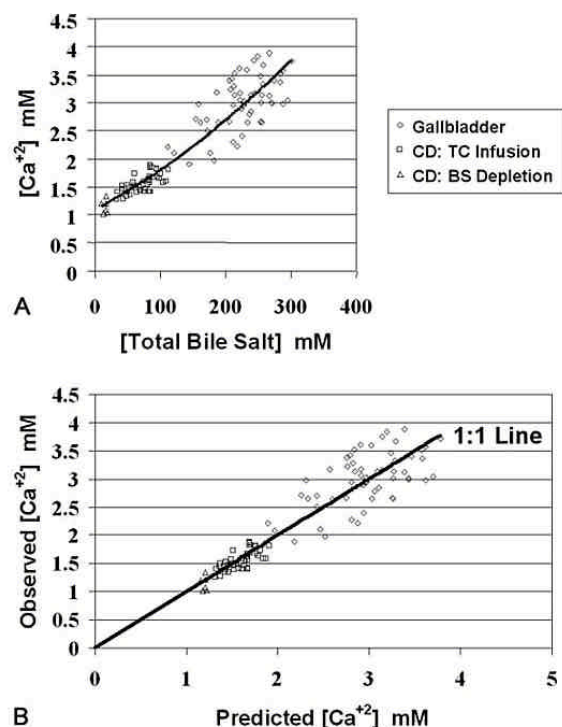 A
[Ca+2] mM
4.5
4
3.5
3
2.5
2
1.5
1
0.5
0
0 100 200 300 400
[Total Bile Salt] mM
Gallbladder
CD: TC Infusion
CD: BS Depletion
B
Observed [Ca+2] mM
4.5
4
3.5
3
2.5
2
1.5
1
0.5
0
1:1 Line
0 1 2 3 4 5
Predicted [Ca+2] mM